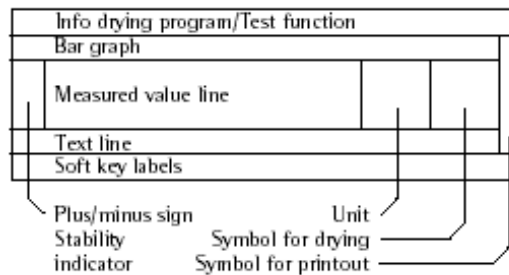 Info drying program/Test function
Bar graph
Measured value line
Text line
Soft key labels
Plus/minus sign
Unit
Stability
Symbol for drying
indicator
Symbol for printout